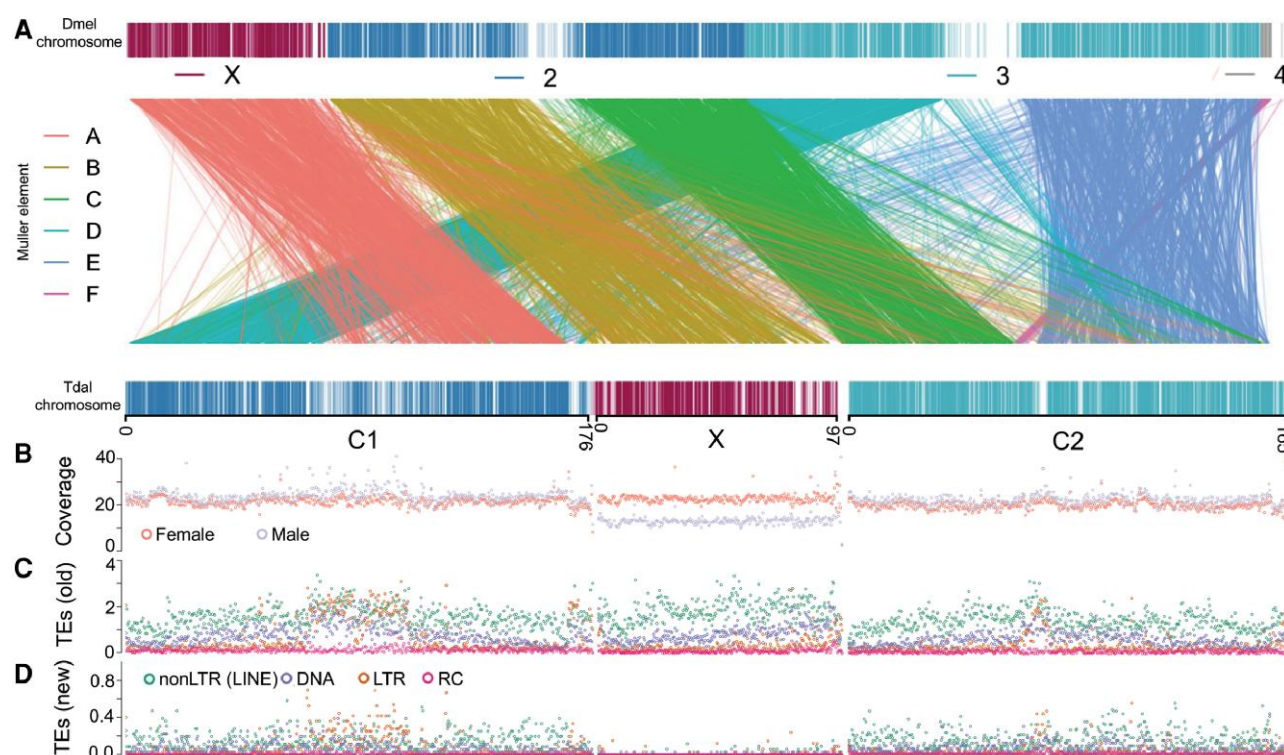 A
Dmel
chromosome
X
2
3
4
Muller element
A
B
C
D
E
F
Tdal
chromosome
0
C1
176
0
X
97
0
C2
B
Coverage
40
20
0
Female
Male
C
TEs (old)
4
2
0
D
TEs (new)
0.8
0.4
0.0
nonLTR (LINE)
DNA
LTR
RC